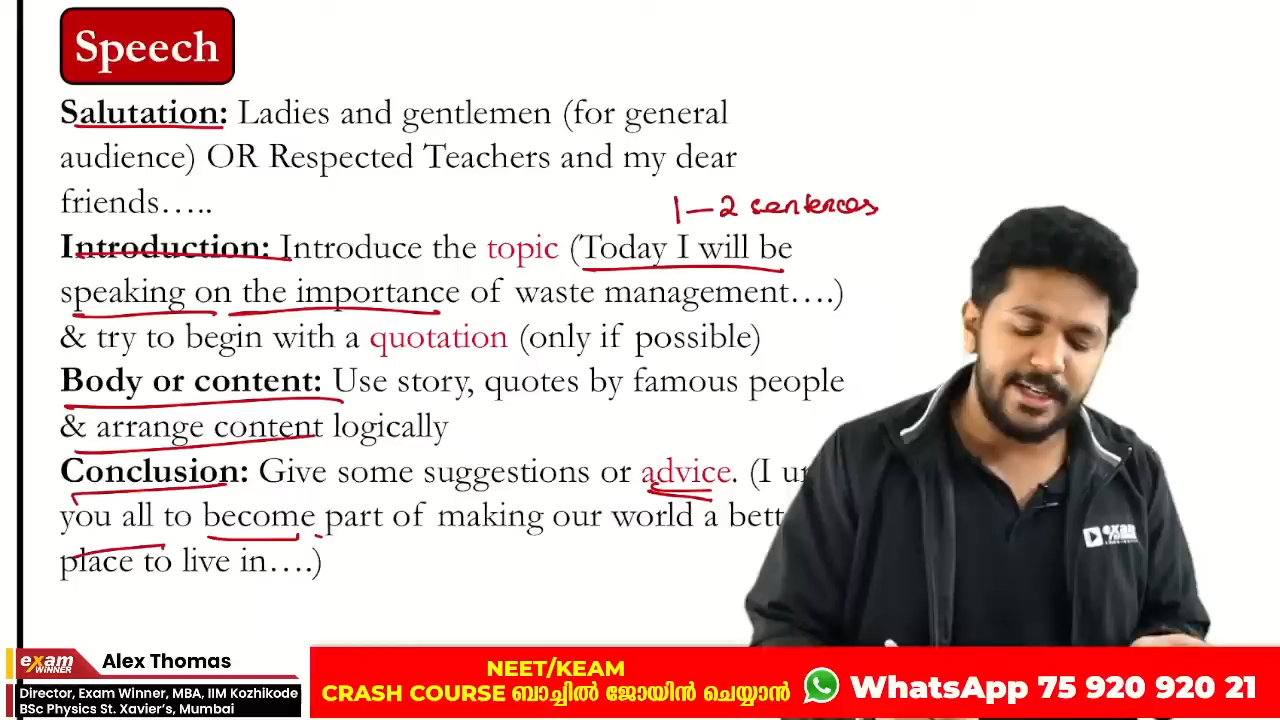 Speech
Salutation: Ladies and gentlemen (for general
audience) OR Respected Teachers and my dear
friends…..
1-2 sentences
Introduction: Introduce the topic (Today I will be
speaking on the importance of waste management….)
& try to begin with a quotation (only if possible)
Body or content: Use story, quotes by famous people
& arrange content logically
Conclusion: Give some suggestions or advice. (I
you all to become part of making our world a
place to live in….)
exam
winner
exam
WINNER
Alex Thomas
Director, Exam Winner, MBA, IIM Kozhikode
BSc Physics St. Xavier's, Mumbai
NEET/KEAM
CRASH COURSE ബാച്ചിൽ ജോയിൻ ചെയ്യാൻ
WhatsApp 75 920 920 21